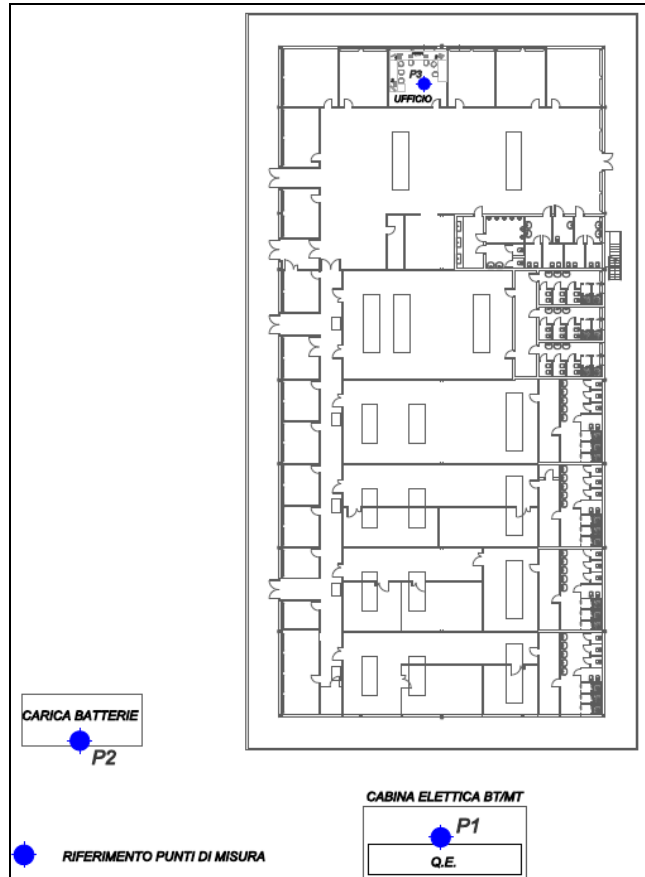 P3
UFFICIO
CARICA BATTERIE
P2
CABINA ELETTICA BT/MT
P1
Q.E.
RIFERIMENTO PUNTI DI MISURA